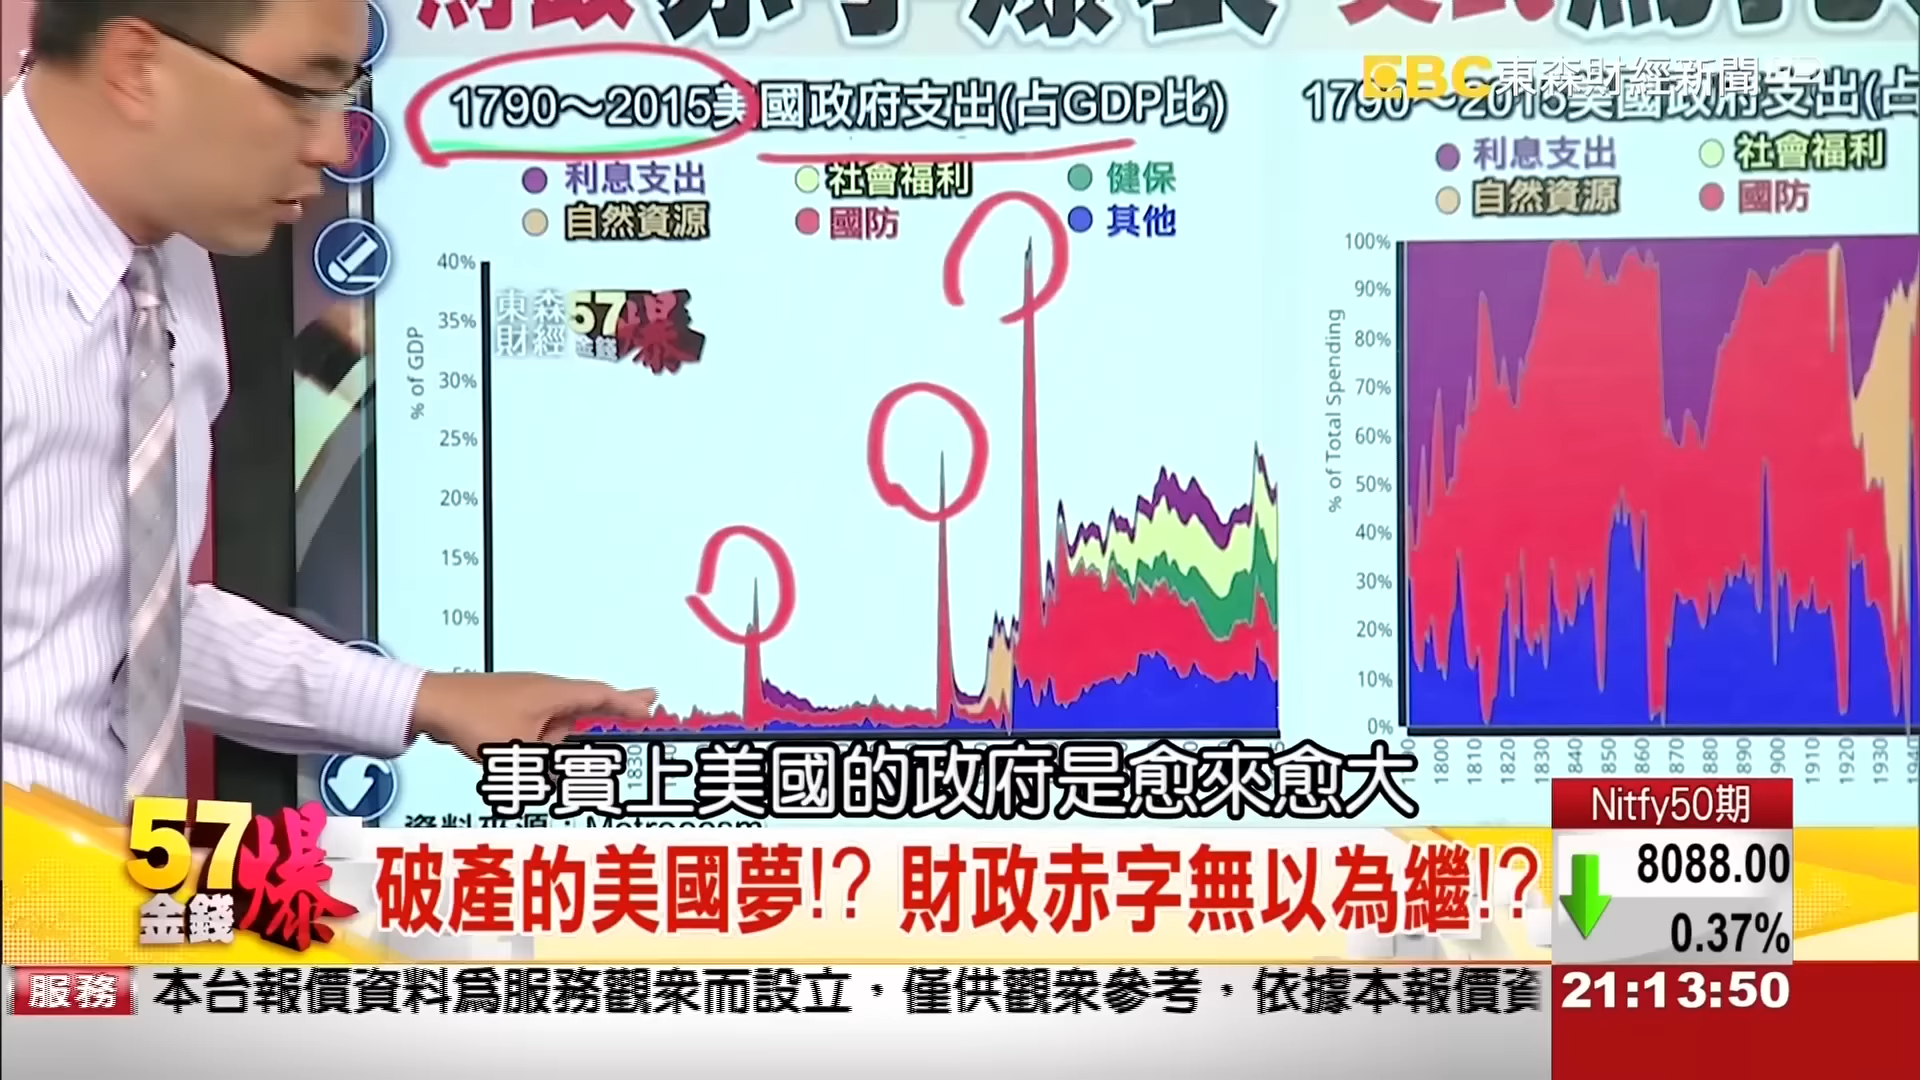 EBC東森財經新聞
1790～2015美國政府支出(占GDP比)
利息支出
社會福利
健保
自然資源
國防
其他
40%
35%
30%
25%
20%
15%
10%
% of GDP
東森
財經
57
金錢
爆
1830
1790～2015美國政府支出(占
利息支出
社會福利
自然資源
國防
100%
90%
80%
70%
60%
50%
40%
30%
20%
10%
0%
% of Total Spending
1800
1810
1820
1830
1840
1850
1860
1870
1880
1890
1900
1910
1920
1930
事實上美國的政府是愈來愈大
57
金錢
爆
破產的美國夢!? 財政赤字無以為繼!?
Nitfy50期
8088.00
0.37%
服務
本台報價資料為服務觀眾而設立，僅供觀眾參考，依據本報價資
21:13:50